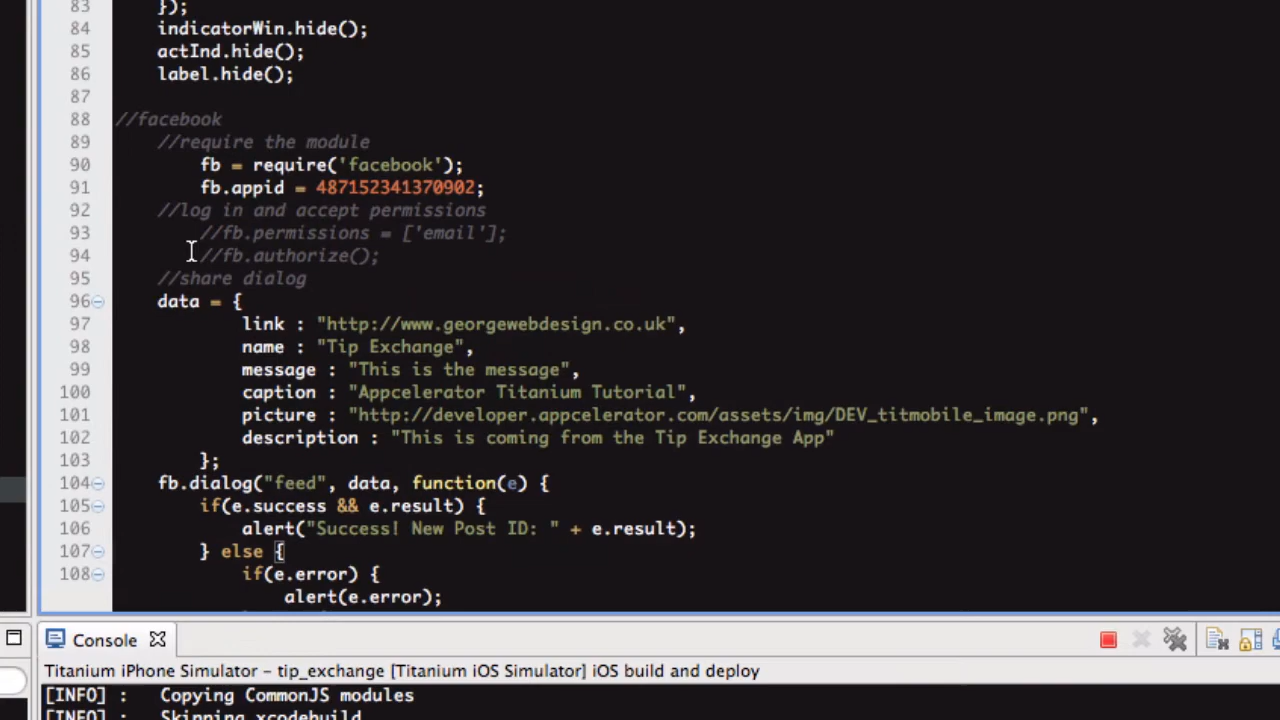 83 });
84 indicatorWin.hide();
85 actInd.hide();
86 label.hide();
87
88 //facebook
89 //require the module
90 fb = require('facebook');
91 fb.appid = 487152341370902;
92 //log in and accept permissions
93 //fb.permissions = ['email'];
94 //fb.authorize();
95 //share dialog
96 data = {
97 link : "http://www.georgewebdesign.co.uk",
98 name : "Tip Exchange",
99 message : "This is the message",
100 caption : "Appcelerator Titanium Tutorial",
101 picture : "http://developer.appcelerator.com/assets/img/DEV_titmobile_image.png",
102 description : "This is coming from the Tip Exchange App"
103 };
104 fb.dialog("feed", data, function(e) {
105 if(e.success && e.result) {
106 alert("Success! New Post ID: " + e.result);
107 } else {
108 if(e.error) {
alert(e.error);
Console
Titanium iPhone Simulator - tip_exchange [Titanium iOS Simulator] iOS build and deploy
[INFO] : Copying CommonJS modules
[INFO] : Skipping xcodebuild